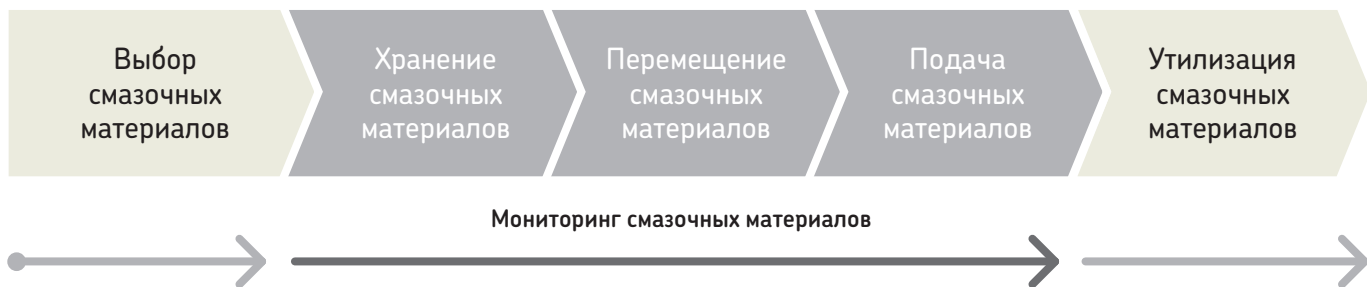 Выбор
смазочных
материалов
Хранение
смазочных
материалов
Перемещение
смазочных
материалов
Подача
смазочных
материалов
Утилизация
смазочных
материалов
Мониторинг смазочных материалов